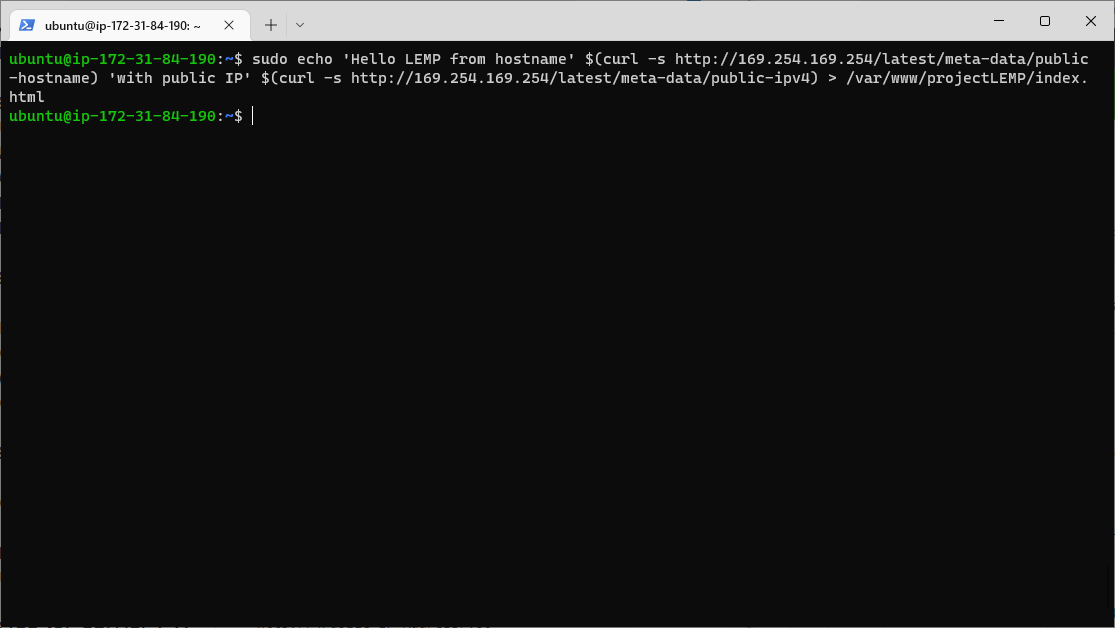 ubuntu@ip-172-31-84-190: ~
ubuntu@ip-172-31-84-190:~$ sudo echo 'Hello LEMP from hostname' $(curl -s http://169.254.169.254/latest/meta-data/public
-hostname) 'with public IP' $(curl -s http://169.254.169.254/latest/meta-data/public-ipv4) > /var/www/projectLEMP/index.
html
ubuntu@ip-172-31-84-190:~$